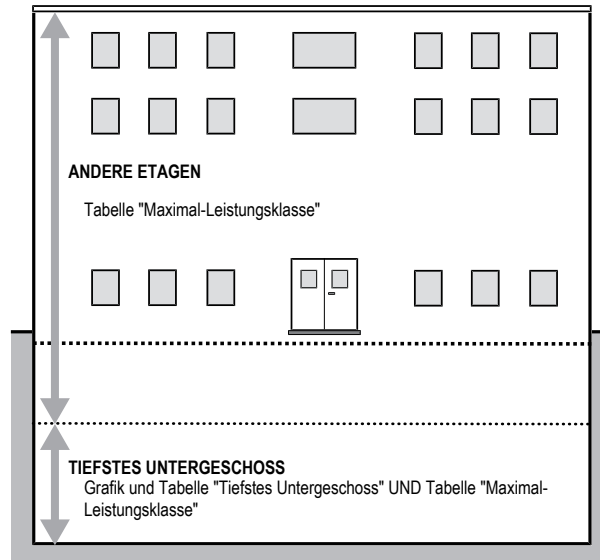 ANDERE ETAGEN
Tabelle "Maximal-Leistungsklasse"
TIEFSTES UNTERGESCHOSS
Grafik und Tabelle "Tiefstes Untergeschoss" UND Tabelle "Maximal-
Leistungsklasse"